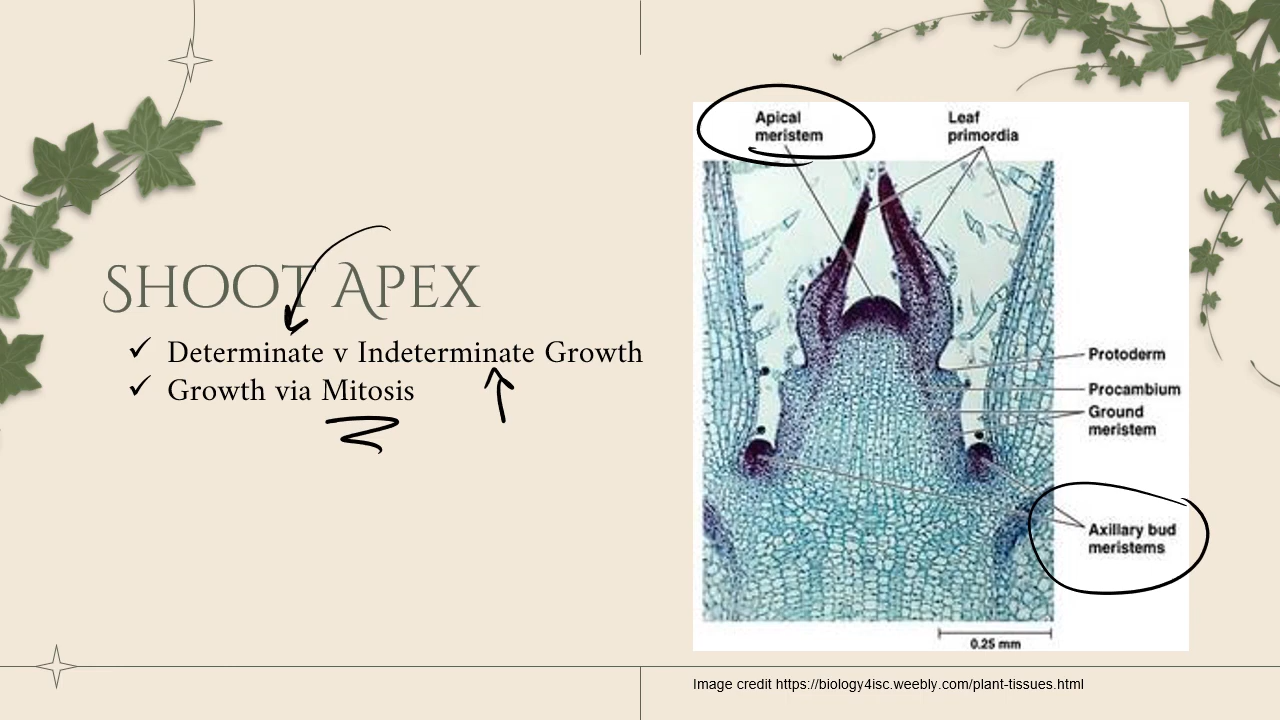 Shoot Apex
✓ Determinate v Indeterminate Growth
✓ Growth via Mitosis
Apical
meristem
Leaf
primordia
Protoderm
Procambium
Ground
meristem
Axillary bud
meristems
0.25 mm
Image credit https://biology4isc.weebly.com/plant-tissues.html